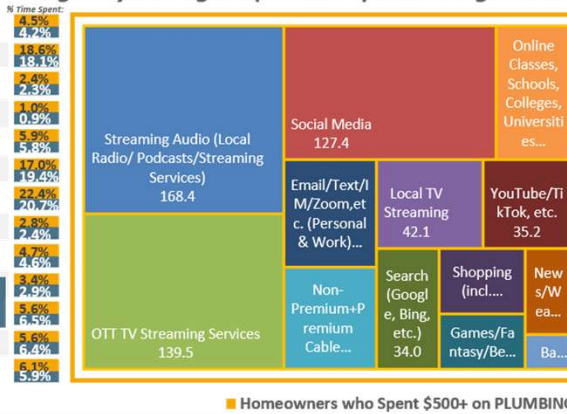 % Time Spent:
4.5%
4.2%
18.6%
18.1%
2.4%
2.3%
1.0%
0.9%
5.9%
5.8%
17.0%
19.4%
22.4%
20.7%
2.8%
2.4%
4.7%
4.6%
3.4%
2.9%
5.6%
6.5%
5.6%
6.4%
6.1%
5.9%
Streaming Audio (Local
Radio/ Podcasts/Streaming
Services)
168.4
OTT TV Streaming Services
139.5
Social Media
127.4
Online
Classes,
Schools,
Colleges,
Universiti
es...
Email/Text/I
M/Zoom,et
c. (Personal
& Work)...
Local TV
Streaming
42.1
YouTube/Ti
kTok, etc.
35.2
Non-
Premium+P
remium
Cable...
Search
(Googl
e, Bing,
etc.)
34.0
Shopping
(incl....
Games/Fa
ntasy/Be...
New
s/W
ea...
Ba...
Homeowners who Spent $500+ on PLUMBING